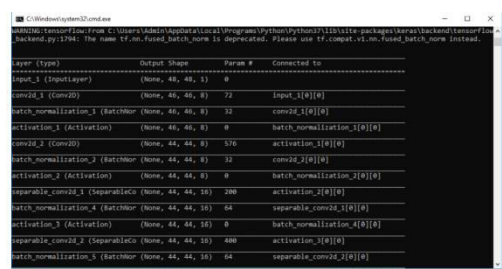 C:\Windows\system32\cmd.exe
WARNING:tensorflow:From C:\Users\Admin\AppData\Local\Programs\Python\Python37\lib\site-packages\keras\backend\tensorflow
_backend.py:1794: The name tf.nn.fused_batch_norm is deprecated. Please use tf.compat.v1.nn.fused_batch_norm instead.
Layer (type) Output Shape Param # Connected to
input_1 (InputLayer) (None, 48, 48, 1) 0
conv2d_1 (Conv2D) (None, 46, 46, 8) 72 input_1[0][0]
batch_normalization_1 (BatchNor (None, 46, 46, 8) 32 conv2d_1[0][0]
activation_1 (Activation) (None, 46, 46, 8) 0 batch_normalization_1[0][0]
conv2d_2 (Conv2D) (None, 44, 44, 8) 576 activation_1[0][0]
batch_normalization_2 (BatchNor (None, 44, 44, 8) 32 conv2d_2[0][0]
activation_2 (Activation) (None, 44, 44, 8) 0 batch_normalization_2[0][0]
separable_conv2d_1 (SeparableCo (None, 44, 44, 16) 200 activation_2[0][0]
batch_normalization_4 (BatchNor (None, 44, 44, 16) 64 separable_conv2d_1[0][0]
activation_3 (Activation) (None, 44, 44, 16) 0 batch_normalization_4[0][0]
separable_conv2d_2 (SeparableCo (None, 44, 44, 16) 400 activation_3[0][0]
batch_normalization_5 (BatchNor (None, 44, 44, 16) 64 separable_conv2d_2[0][0]